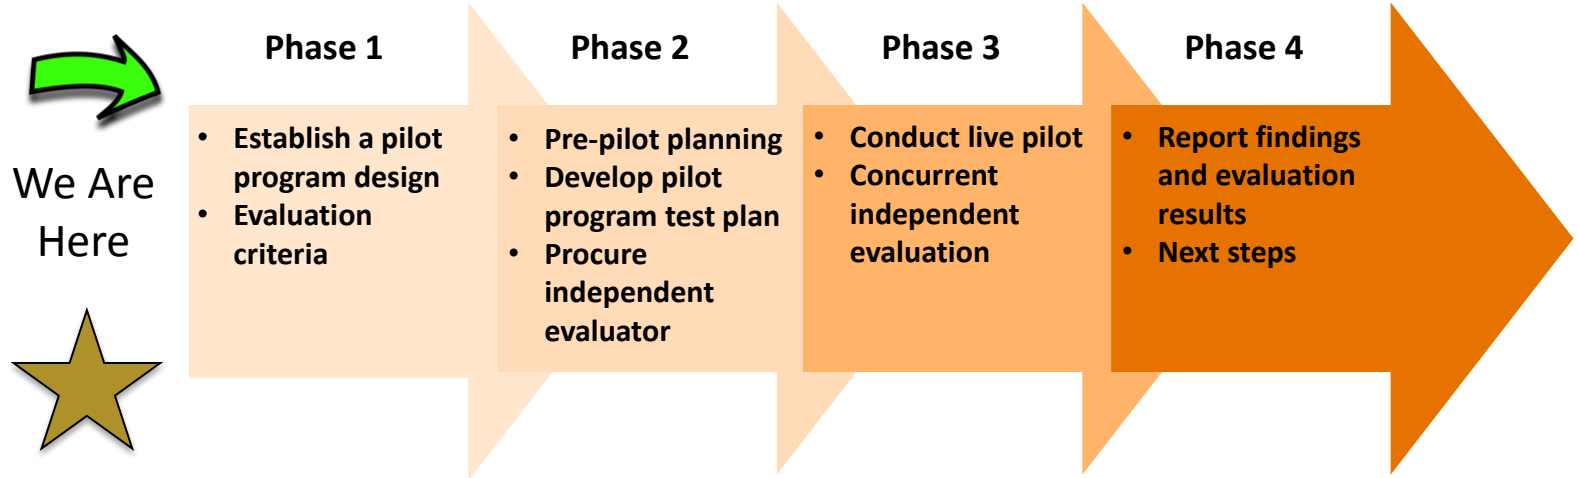 We Are
Here
Phase 1
• Establish a pilot
program design
• Evaluation
criteria
Phase 2
• Pre-pilot planning
• Develop pilot
program test plan
• Procure
independent
evaluator
Phase 3
• Conduct live pilot
• Concurrent
independent
evaluation
Phase 4
• Report findings
and evaluation
results
• Next steps